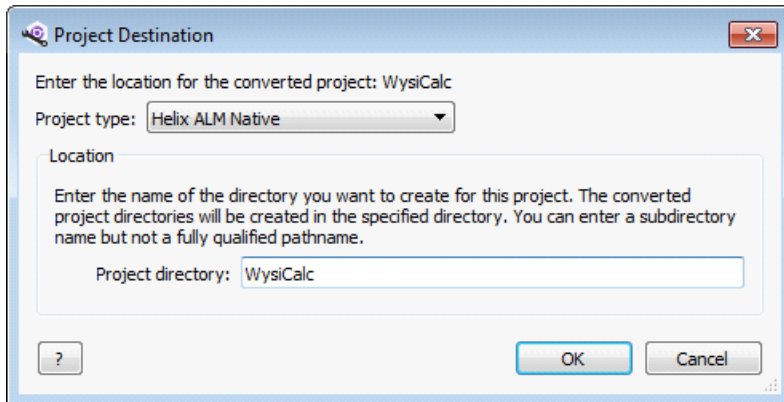 Project Destination
Enter the location for the converted project: WysiCalc
Project type: Helix ALM Native
Location
Enter the name of the directory you want to create for this project. The converted
project directories will be created in the specified directory. You can enter a subdirectory
name but not a fully qualified pathname.
Project directory: WysiCalc
? OK Cancel